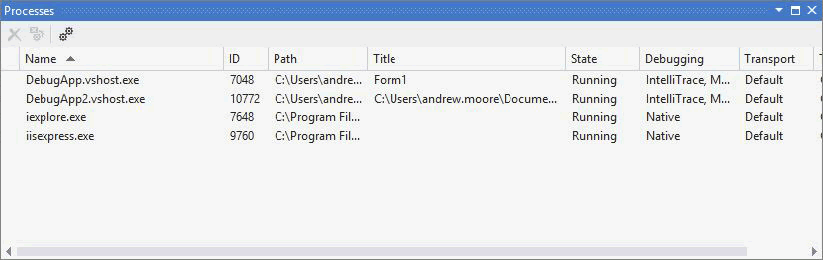 Processes
Name ID Path Title State Debugging Transport
DebugApp.vshost.exe 7048 C:\Users\andre... Form1 Running IntelliTrace, M... Default
DebugApp2.vshost.exe 10772 C:\Users\andre... C:\Users\andrew.moore\Docume... Running IntelliTrace, M... Default
iexplore.exe 7648 C:\Program Fil... Running Native Default
iisexpress.exe 9760 C:\Program Fil... Running Native Default